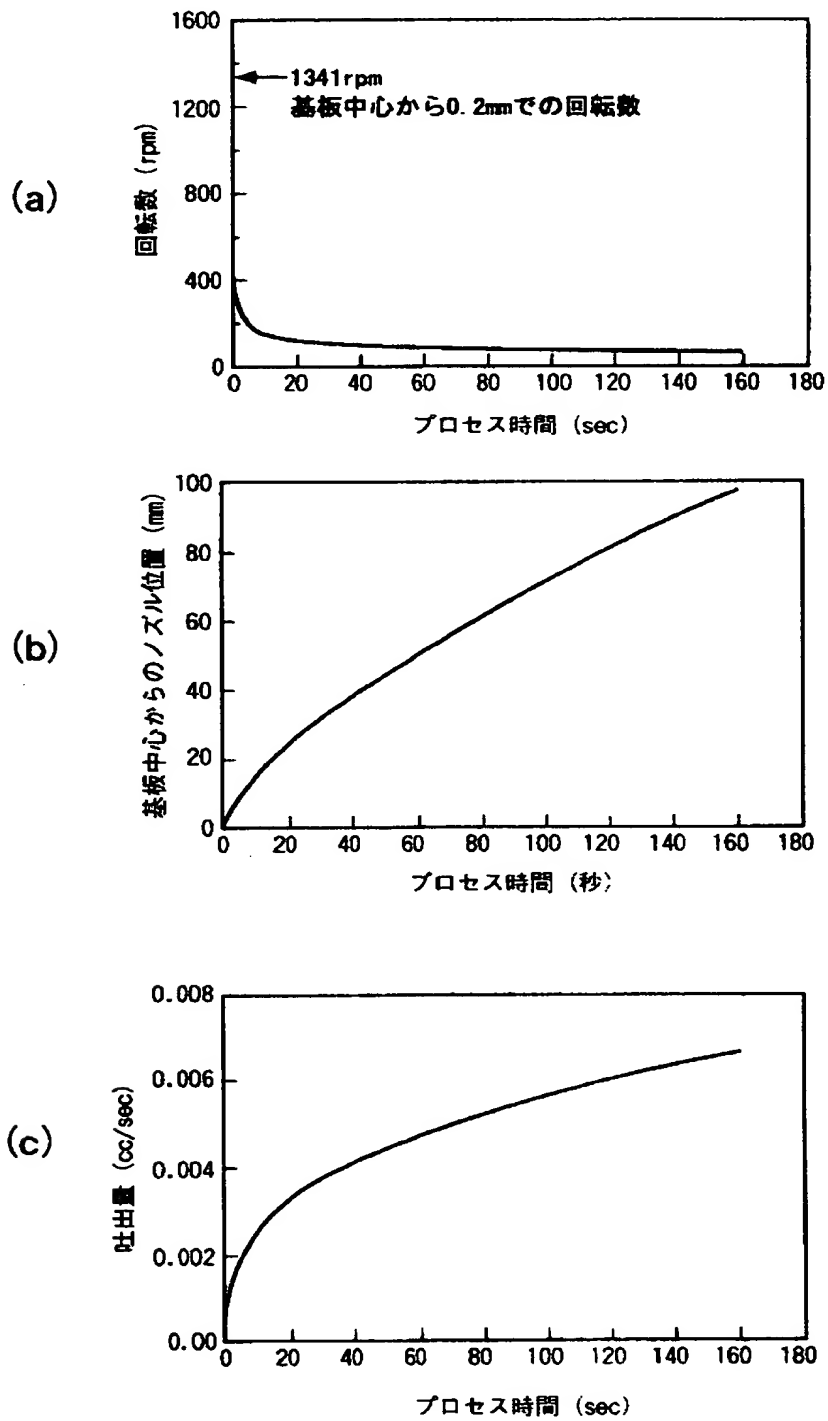 (a)
回転数 (rpm)
1600
1200
800
400
0
1341rpm
基板中心から0.2mmでの回転数
0 20 40 60 80 100 120 140 160 180
プロセス時間 (sec)
(b)
基板中心からのノズル位置 (mm)
100
80
60
40
20
0
0 20 40 60 80 100 120 140 160 180
プロセス時間 (秒)
(c)
吐出量 (cc/sec)
0.008
0.006
0.004
0.002
0.00
0 20 40 60 80 100 120 140 160 180
プロセス時間 (sec)